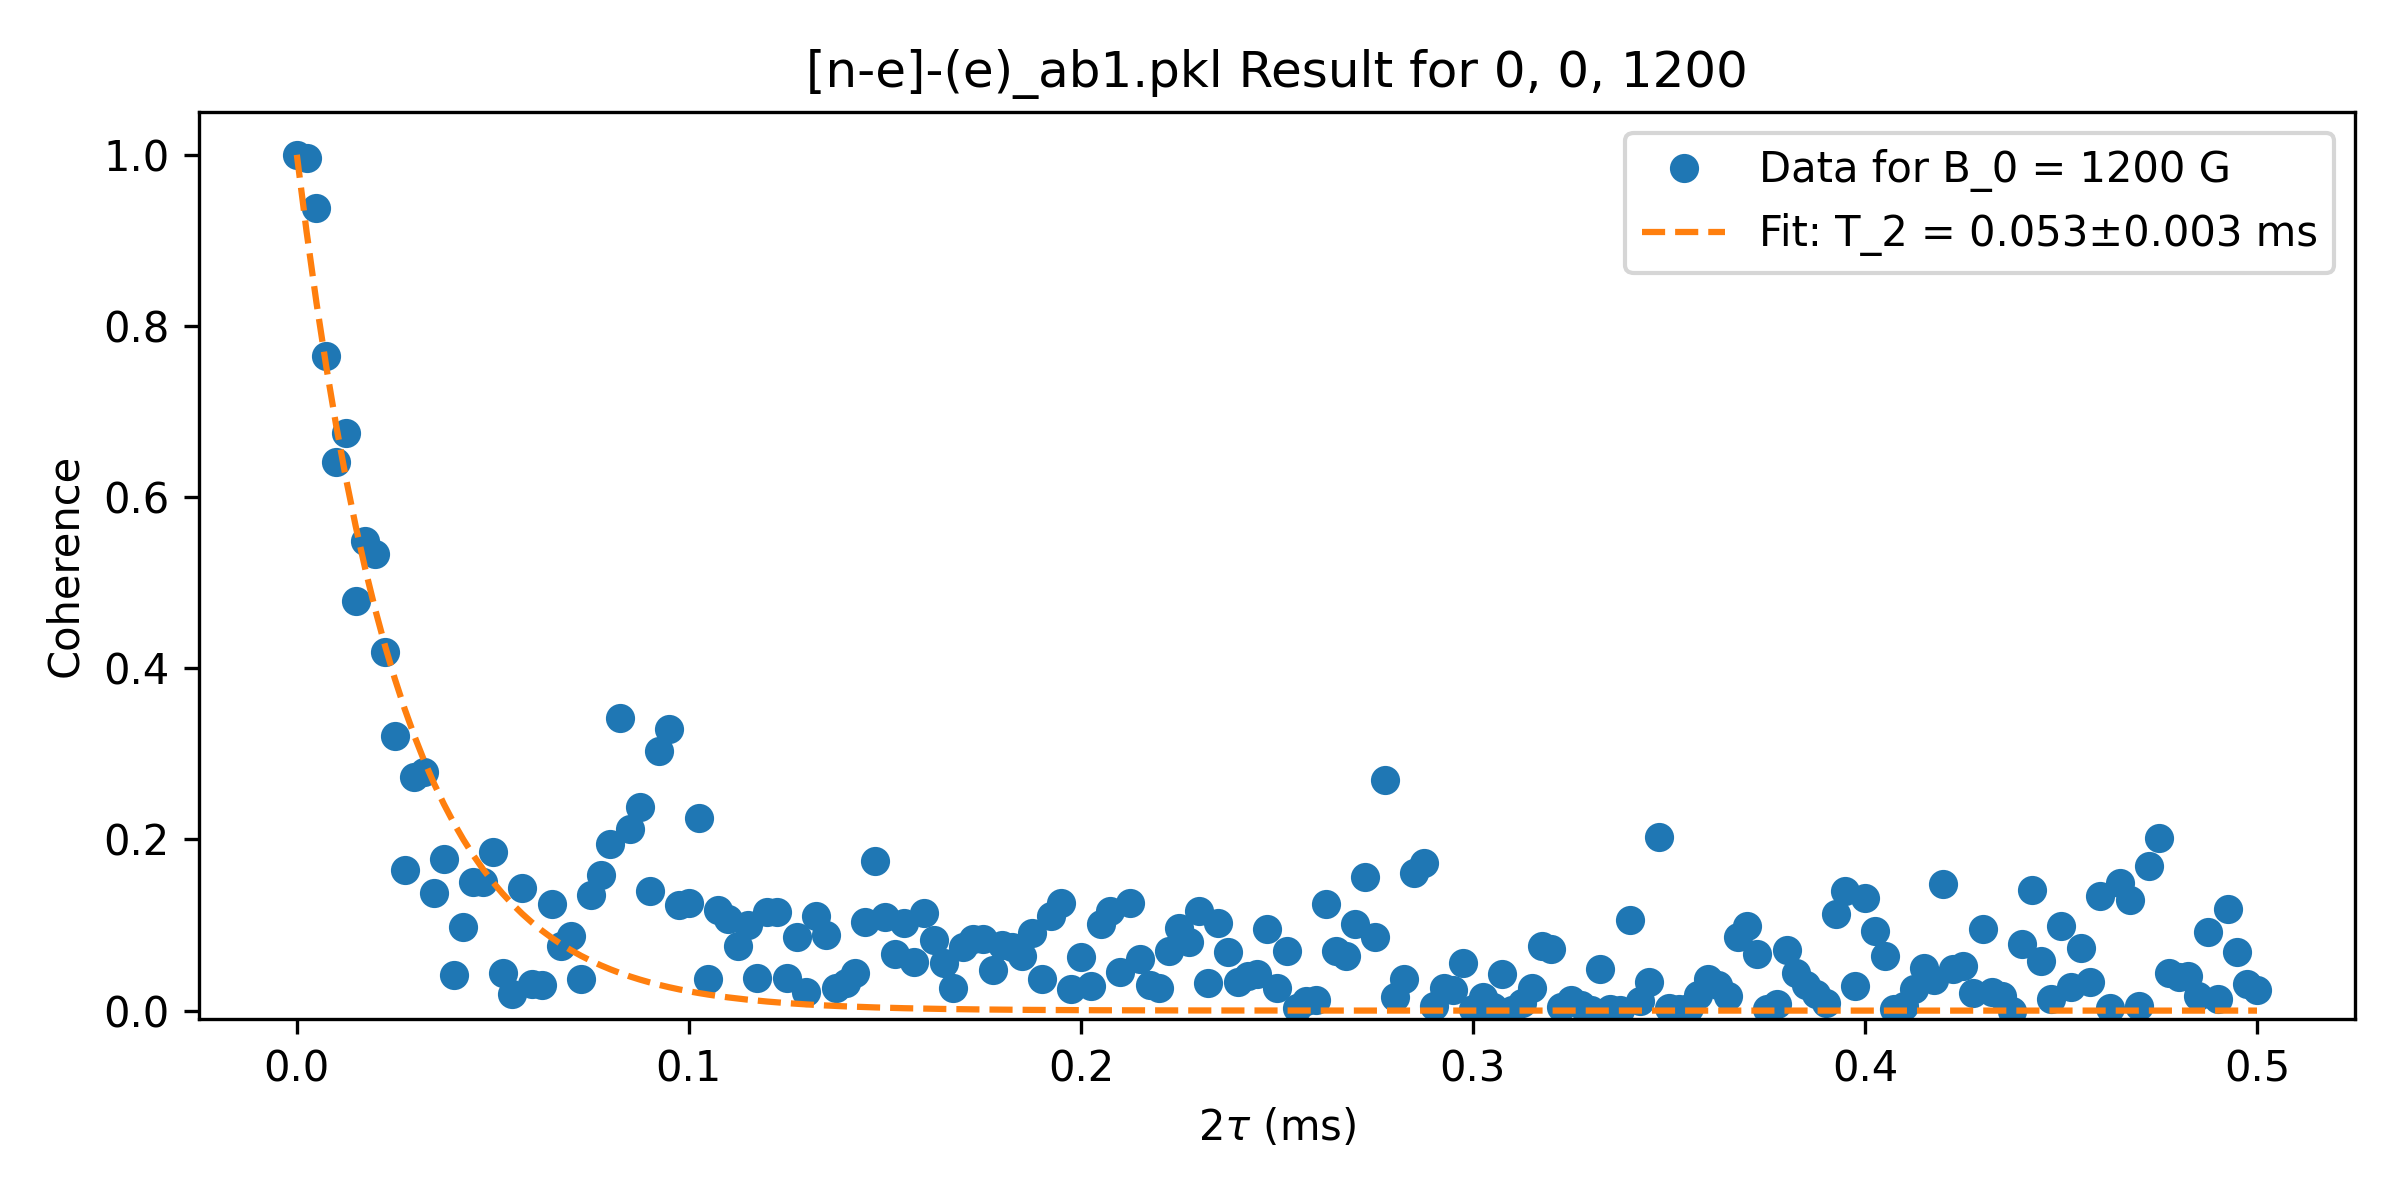 [n-e]-(e)_ab1.pkl Result for 0, 0, 1200
Data for B_0 = 1200 G
Fit: T_2 = 0.053±0.003 ms
1.0
0.8
0.6
0.4
0.2
0.0
Coherence
0.0 0.1 0.2 0.3 0.4 0.5
2τ (ms)